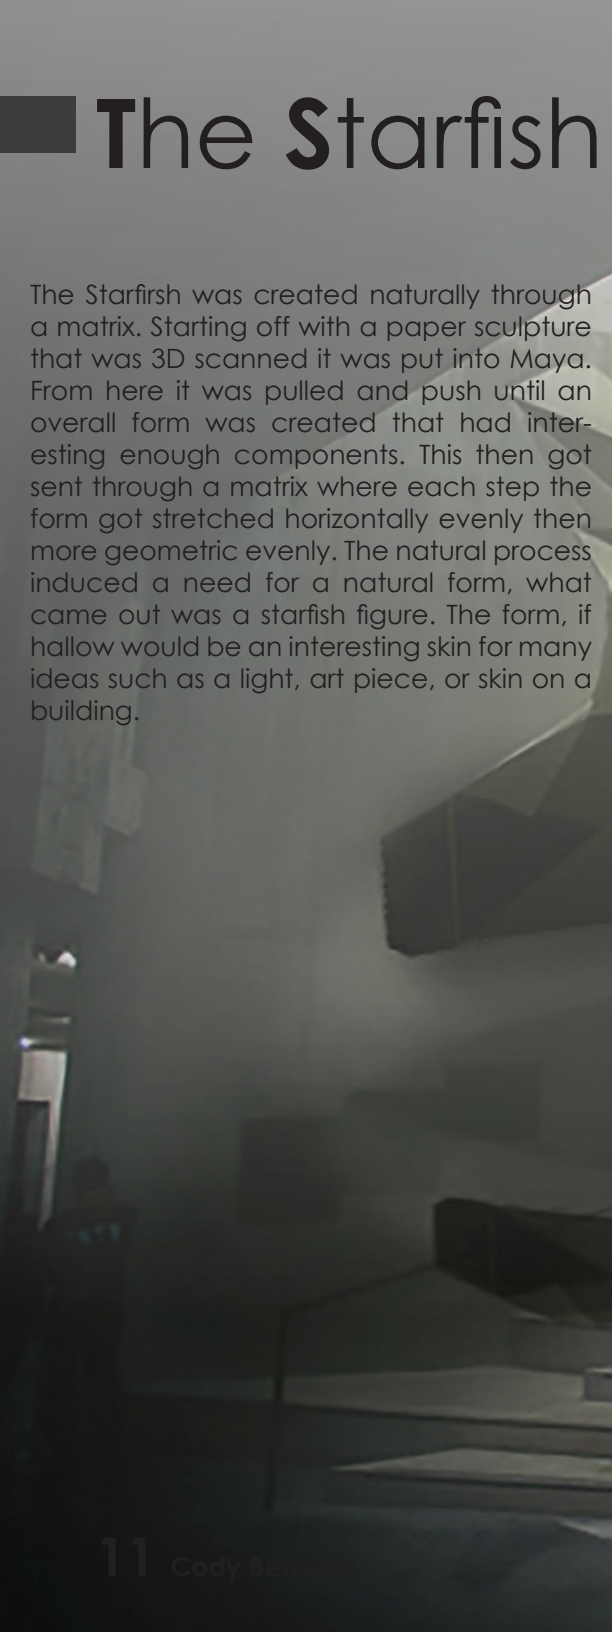 The Starfish
The Starfirsh was created naturally through
a matrix. Starting off with a paper sculpture
that was 3D scanned it was put into Maya.
From here it was pulled and push until an
overall form was created that had inter-
esting enough components. This then got
sent through a matrix where each step the
form got stretched horizontally evenly then
more geometric evenly. The natural process
induced a need for a natural form, what
came out was a starfish figure. The form, if
hallow would be an interesting skin for many
ideas such as a light, art piece, or skin on a
building.
11 Cody